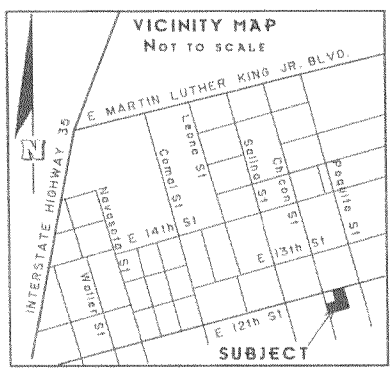 VICINITY MAP
NOT TO SCALE
E MARTIN LUTHER KING JR. BLVD.
INTERSTATE HIGHWAY 35
N
Leona St
Comal St
Salina St
Chicon St
Poquito St
Navasota St
E 14th St
E 13th St
Waller St
E 12th St
SUBJECT